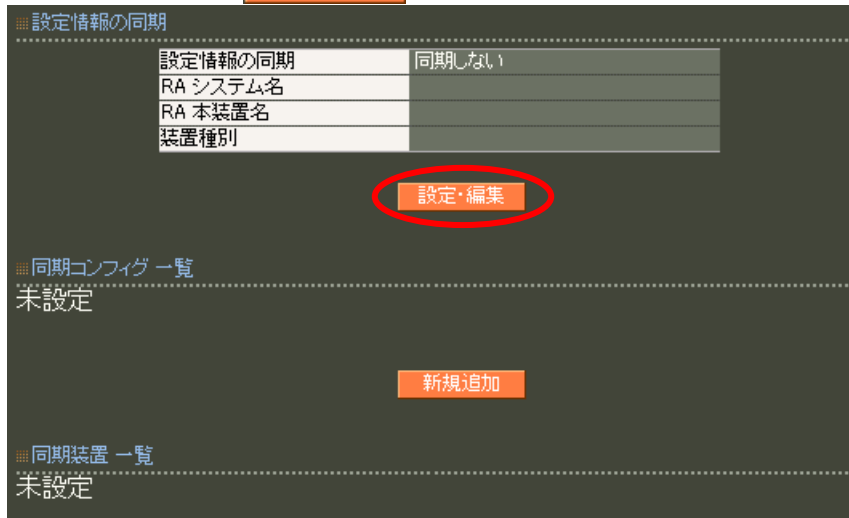 設定情報の同期
設定情報の同期 同期しない
RA システム名
RA 本装置名
装置種別
設定・編集
同期コンフィグ 一覧
未設定
新規追加
同期装置 一覧
未設定